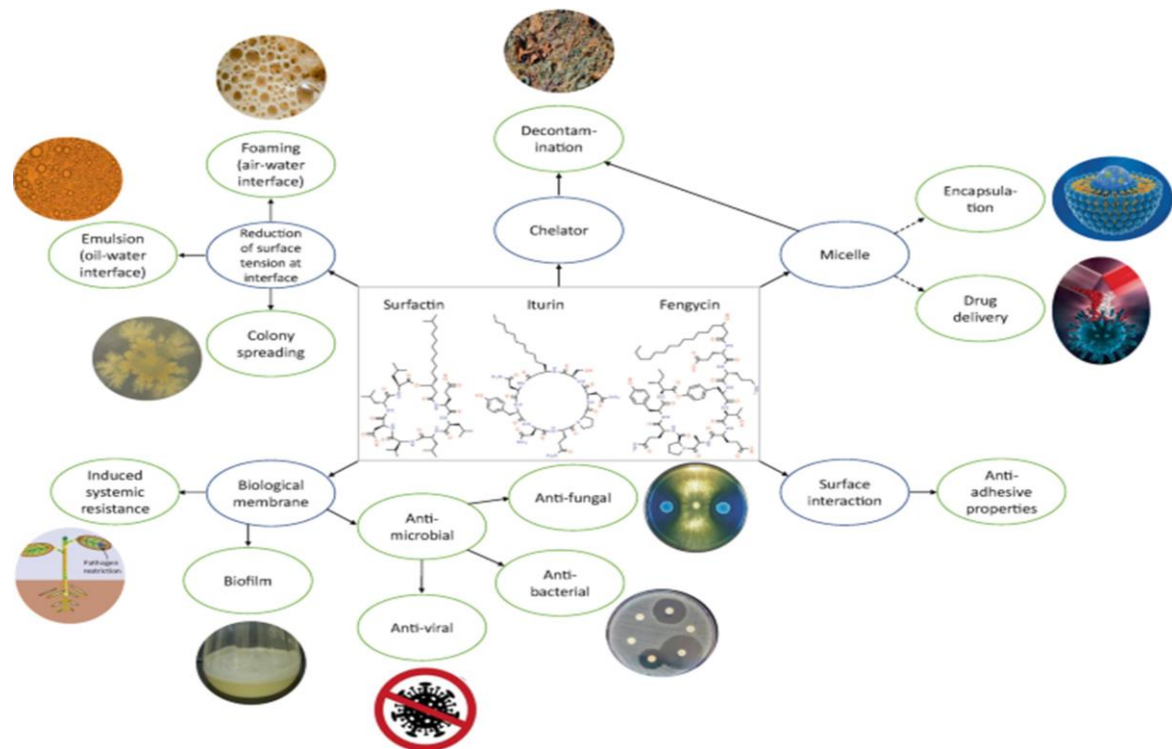 Foaming
(air-water
interface)
Decontam-
ination
Emulsion
(oil-water
interface)
Reduction
of surface
tension at
interface
Chelator
Micelle
Encapsula-
tion
Drug
delivery
Colony
spreading
Surfactin
Iturin
Fengycin
Induced
systemic
resistance
Biological
membrane
Anti-
microbial
Anti-fungal
Surface
interaction
Anti-
adhesive
properties
Pathogen
restriction
Biofilm
Anti-
bacterial
Anti-viral